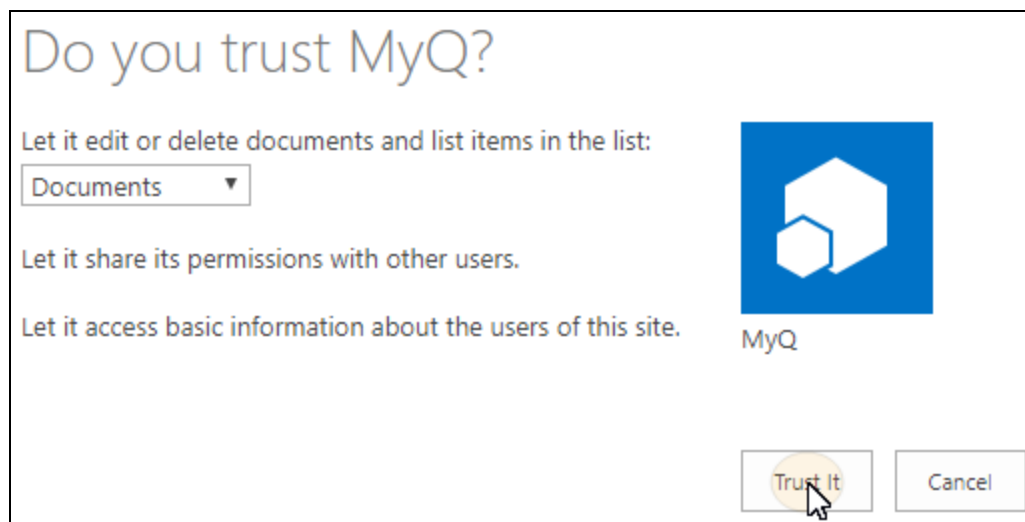 Do you trust MyQ?
Let it edit or delete documents and list items in the list:
Documents
Let it share its permissions with other users.
Let it access basic information about the users of this site.
MyQ
Trust It
Cancel